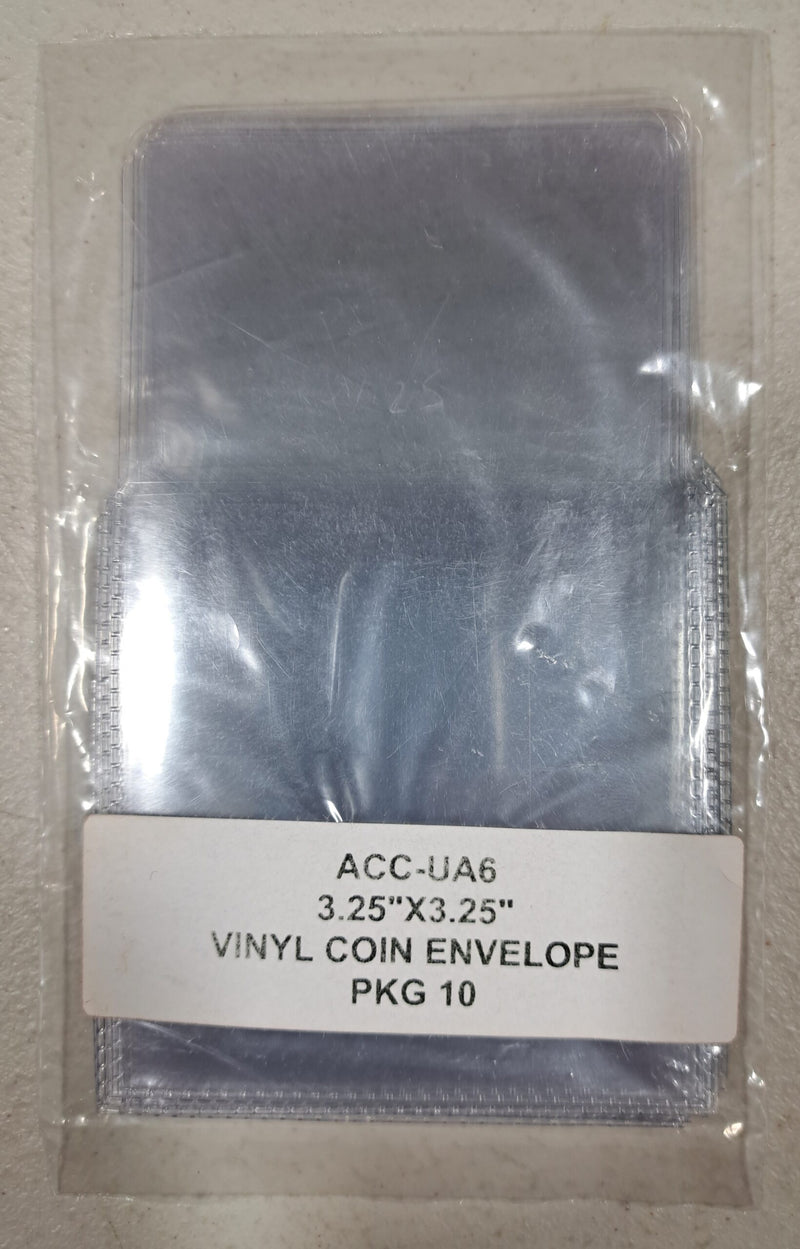 ACC-UA6
3.25"X3.25"
VINYL COIN ENVELOPE
PKG 10